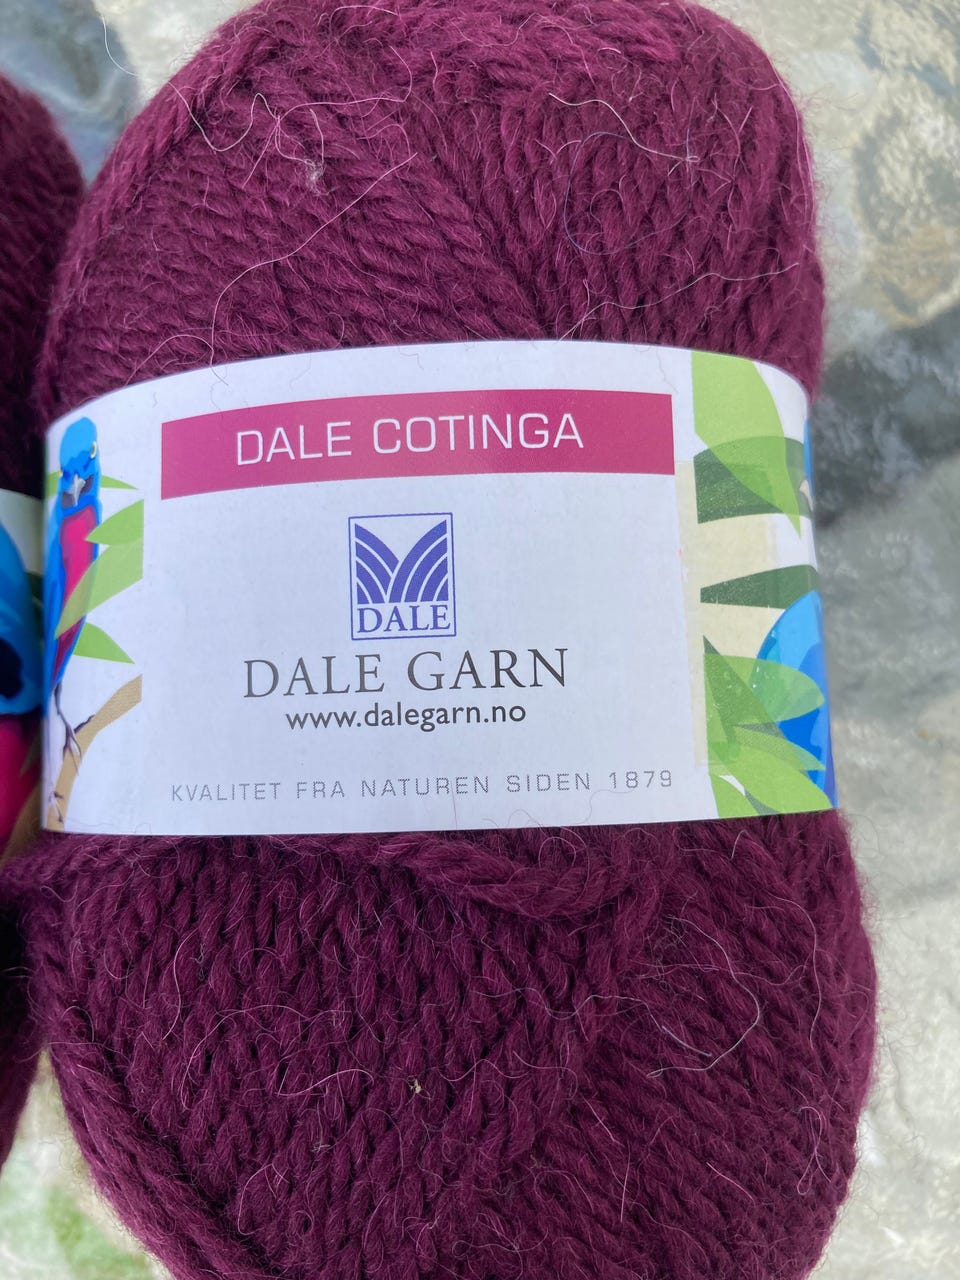 DALE COTINGA
DALE
DALE GARN
www.dalegarn.no
KVALITET FRA NATUREN SIDEN 1879